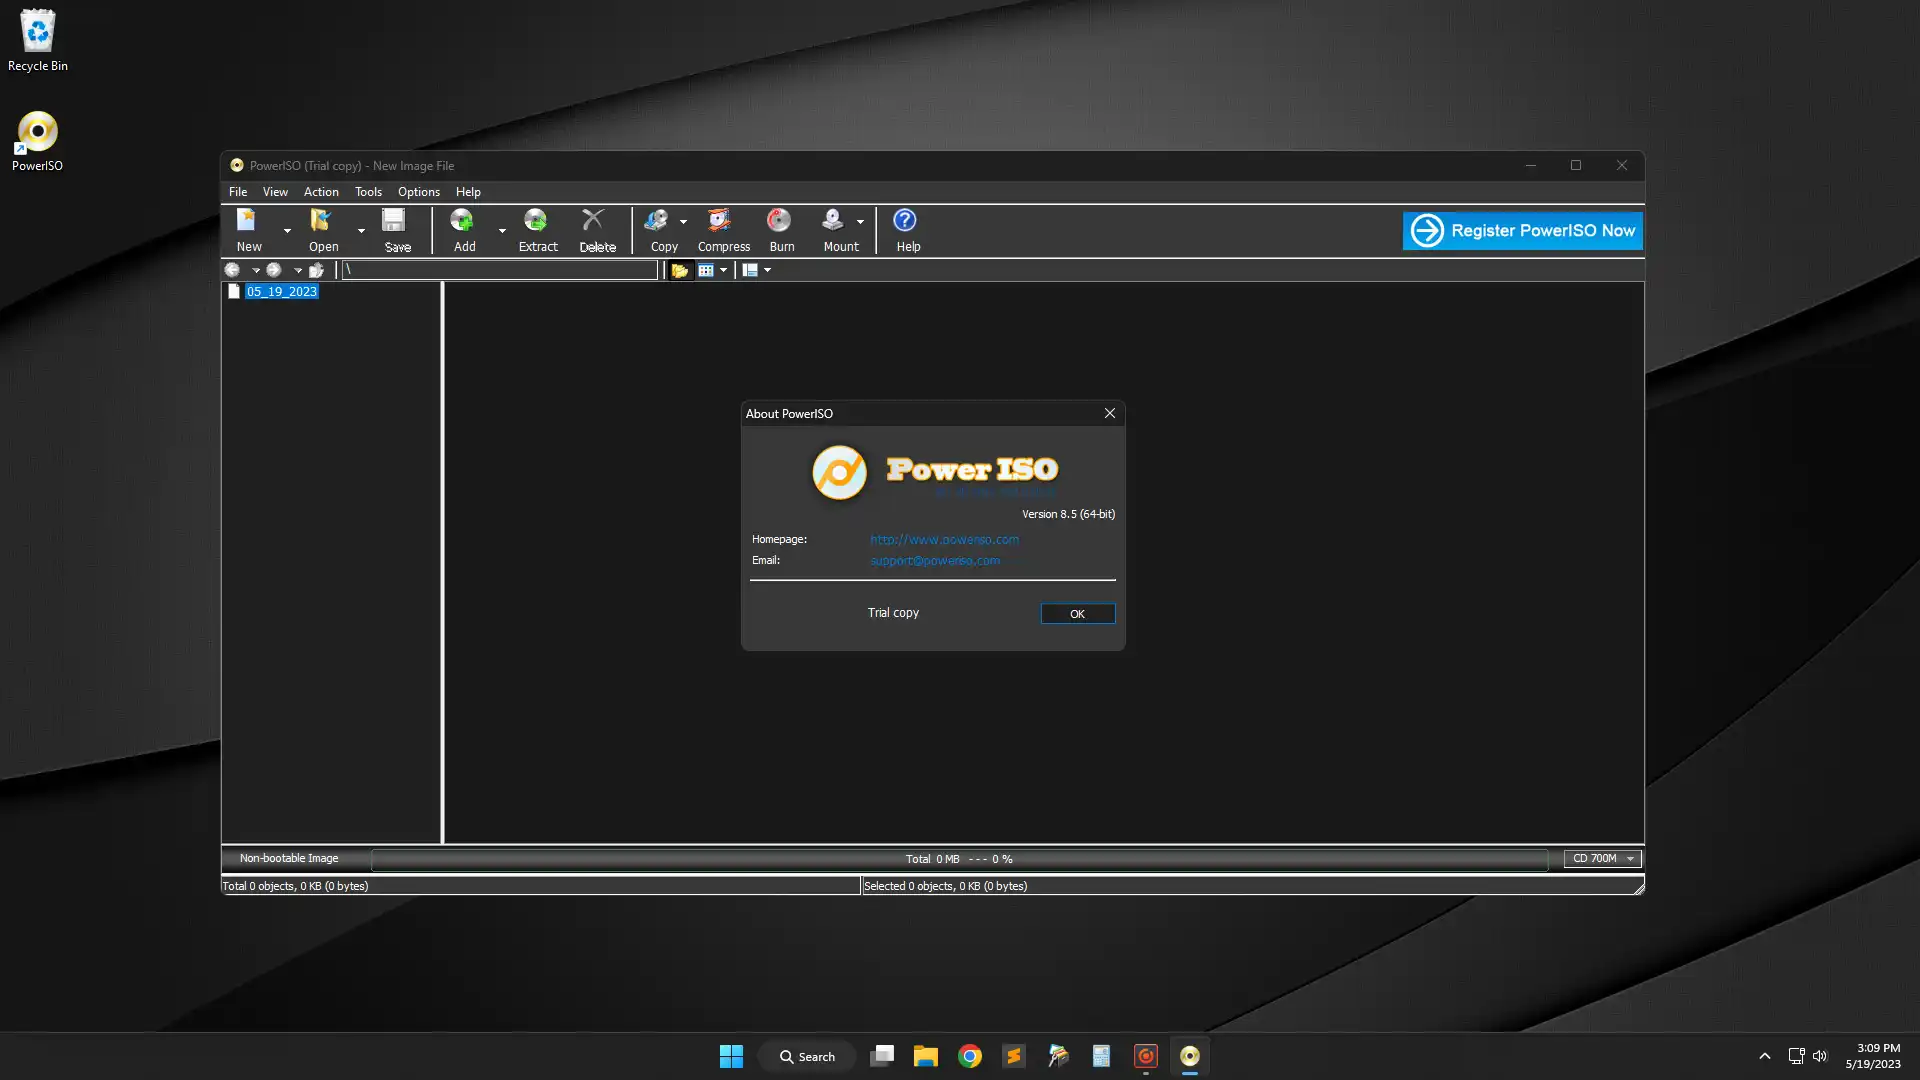 Recycle Bin
PowerISO
PowerISO (Trial copy) - New Image File
File View Action Tools Options Help
New Open Save Add Extract Delete Copy Compress Burn Mount Help
Register PowerISO Now
\
05_19_2023
About PowerISO
Power ISO
Version 8.5 (64-bit)
Homepage: http://www.poweriso.com
Email: support@poweriso.com
Trial copy
OK
Non-bootable Image
Total 0 MB --- 0 %
CD 700M
Total 0 objects, 0 KB (0 bytes)
Selected 0 objects, 0 KB (0 bytes)
Search
3:09 PM
5/19/2023